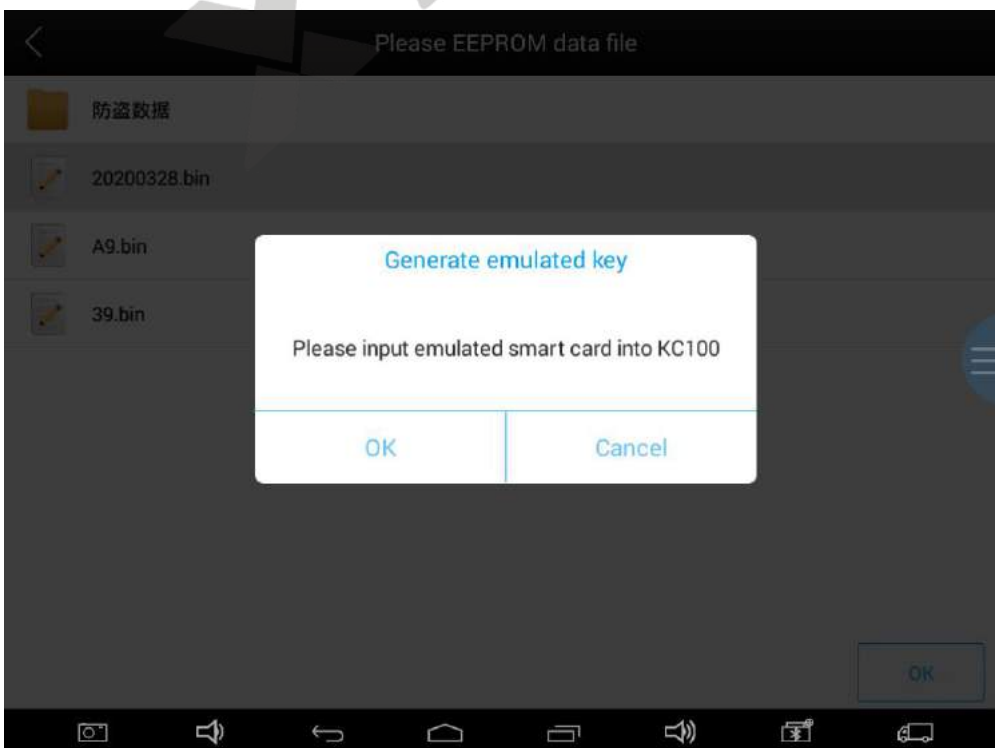 Please EEPROM data file
防盗数据
20200328.bin
A9.bin
39.bin
Generate emulated key
Please input emulated smart card into KC100
OK
Cancel
OK